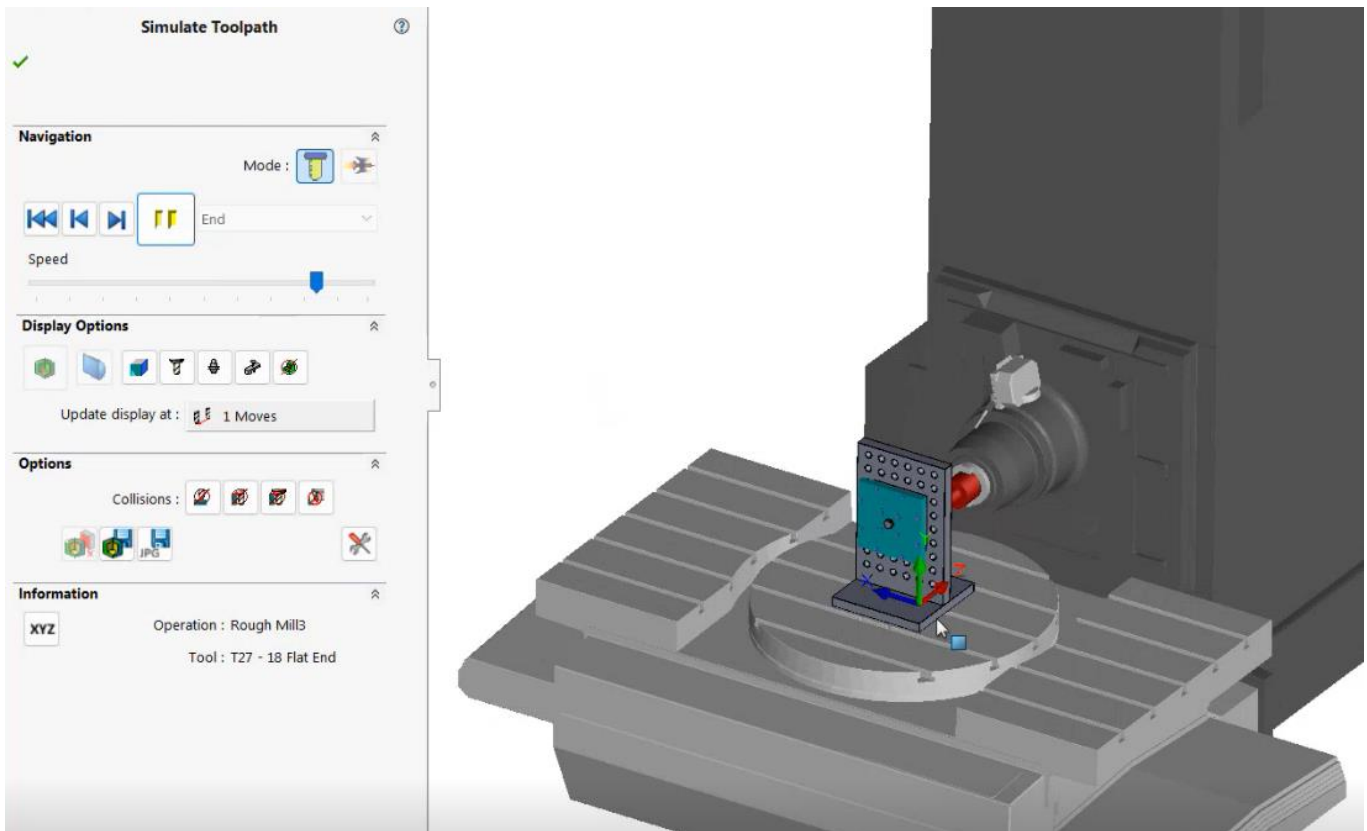 Simulate Toolpath
Navigation
Mode :
End
Speed
Display Options
Update display at : 1 Moves
Options
Collisions :
JPG
Information
XYZ
Operation : Rough Mill3
Tool : T27 - 18 Flat End
X
Y
Z